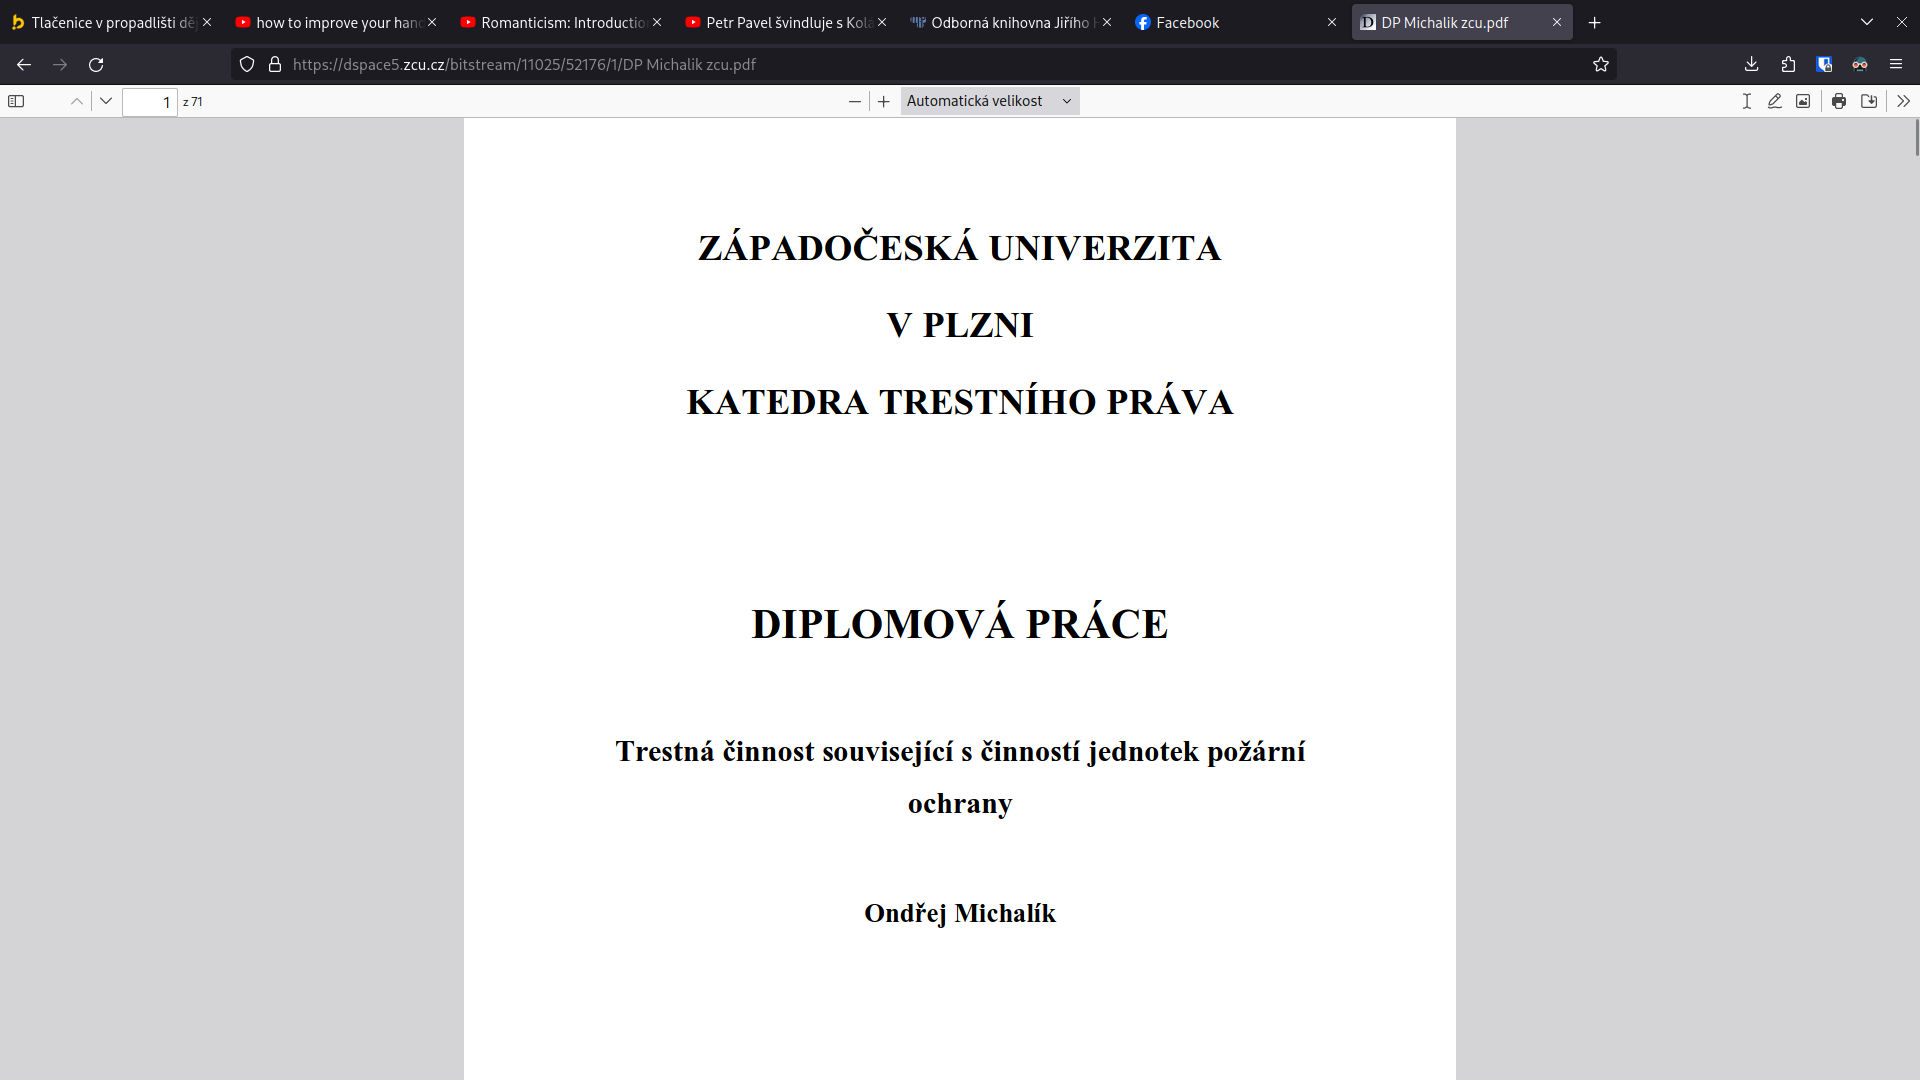 Tlačenice v propadlišti děj
how to improve your han
Romanticism: Introductio
Petr Pavel švindluje s Kolá
Odborná knihovna Jiřího
Facebook
DP Michalik zcu.pdf
https://dspace5.zcu.cz/bitstream/11025/52176/1/DP Michalik zcu.pdf
1 z 71
Automatická velikost
ZÁPADOČESKÁ UNIVERZITA
V PLZNI
KATEDRA TRESTNÍHO PRÁVA
DIPLOMOVÁ PRÁCE
Trestná činnost související s činností jednotek požární
ochrany
Ondřej Michalík